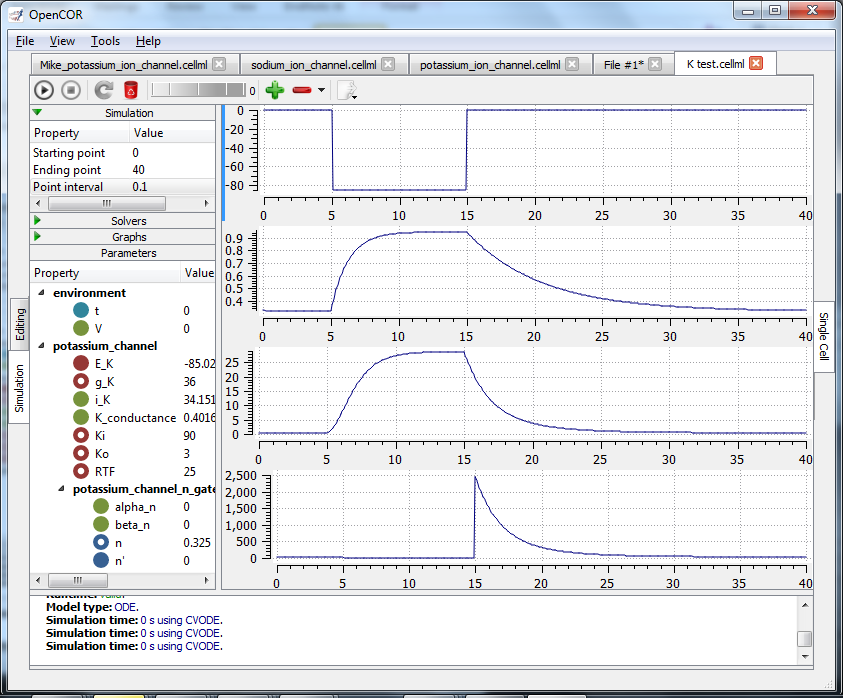 OpenCOR
File View Tools Help
Mike_potassium_ion_channel.cellml sodium_ion_channel.cellml potassium_ion_channel.cellml File #1* K test.cellml
0
Simulation
Property Value
Starting point 0
Ending point 40
Point interval 0.1
Solvers
Graphs
Parameters
Property Value
environment
t 0
V 0
potassium_channel
E_K -85.02
g_K 36
i_K 34.151
K_conductance 0.4016
Ki 90
Ko 3
RTF 25
potassium_channel_n_gate
alpha_n 0
beta_n 0
n 0.325
n' 0
Editing
Simulation
0
-20
-40
-60
-80
0 5 10 15 20 25 30 35 40
0.9
0.8
0.7
0.6
0.5
0.4
0 5 10 15 20 25 30 35 40
25
20
15
10
5
0
0 5 10 15 20 25 30 35 40
2,500
2,000
1,500
1,000
500
0
0 5 10 15 20 25 30 35 40
Single Cell
Model type: ODE.
Simulation time: 0 s using CVODE.
Simulation time: 0 s using CVODE.
Simulation time: 0 s using CVODE.